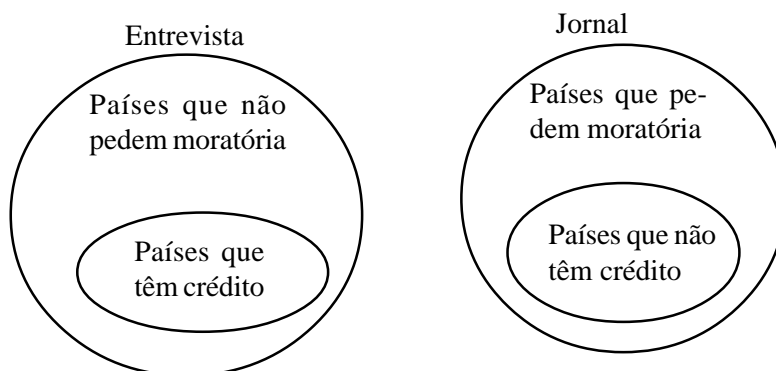 Entrevista
Países que não
pedem moratória
Países que
têm crédito
Jornal
Países que pe-
dem moratória
Países que não
têm crédito